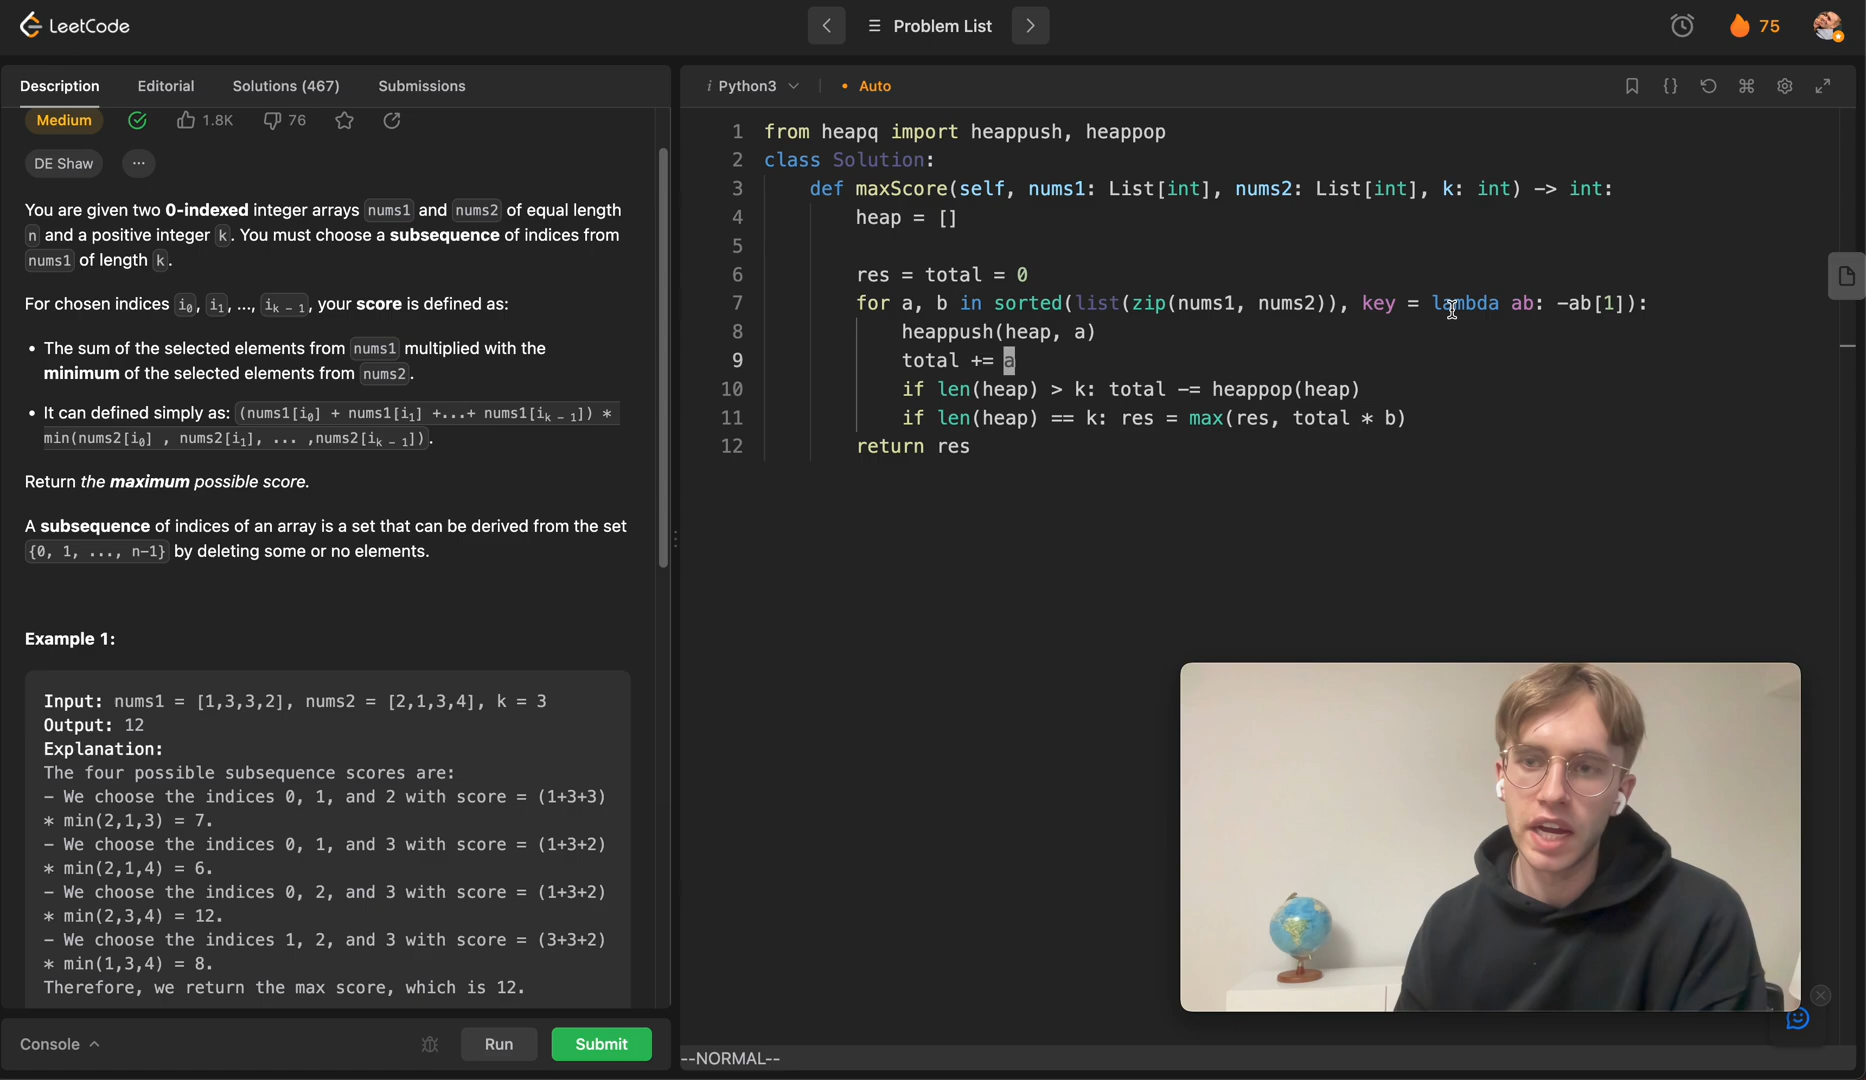 LeetCode
Problem List
75
Description Editorial Solutions (467) Submissions
Medium 1.8K 76
DE Shaw ...
You are given two 0-indexed integer arrays nums1 and nums2 of equal length
n and a positive integer k. You must choose a subsequence of indices from
nums1 of length k.
For chosen indices i0, i1, ..., ik - 1, your score is defined as:
• The sum of the selected elements from nums1 multiplied with the
minimum of the selected elements from nums2.
• It can defined simply as: (nums1[i0] + nums1[i1] +...+ nums1[ik - 1]) *
min(nums2[i0] , nums2[i1], ... ,nums2[ik - 1]).
Return the maximum possible score.
A subsequence of indices of an array is a set that can be derived from the set
{0, 1, ..., n-1} by deleting some or no elements.
Example 1:
Input: nums1 = [1,3,3,2], nums2 = [2,1,3,4], k = 3
Output: 12
Explanation:
The four possible subsequence scores are:
- We choose the indices 0, 1, and 2 with score = (1+3+3)
* min(2,1,3) = 7.
- We choose the indices 0, 1, and 3 with score = (1+3+2)
* min(2,1,4) = 6.
- We choose the indices 0, 2, and 3 with score = (1+3+2)
* min(2,3,4) = 12.
- We choose the indices 1, 2, and 3 with score = (3+3+2)
* min(1,3,4) = 8.
Therefore, we return the max score, which is 12.
Console Run Submit
i Python3 • Auto
1 from heapq import heappush, heappop
2 class Solution:
3 def maxScore(self, nums1: List[int], nums2: List[int], k: int) -> int:
4 heap = []
5
6 res = total = 0
7 for a, b in sorted(list(zip(nums1, nums2)), key = lambda ab: -ab[1]):
8 heappush(heap, a)
9 total += a
10 if len(heap) > k: total -= heappop(heap)
11 if len(heap) == k: res = max(res, total * b)
12 return res
--NORMAL--